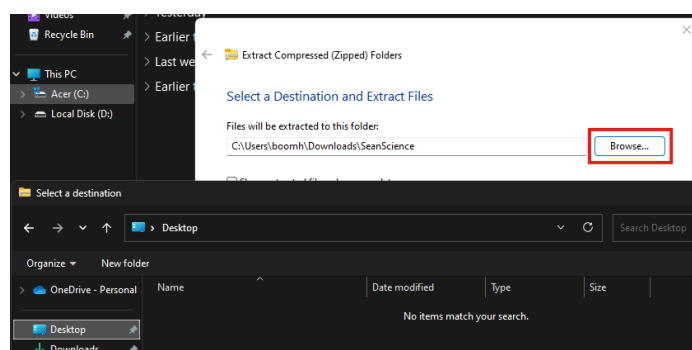 Videos
Recycle Bin
This PC
Acer (C:)
Local Disk (D:)
Yesterday
Earlier
Last we
Earlier
Extract Compressed (Zipped) Folders
Select a Destination and Extract Files
Files will be extracted to this folder:
C:\Users\boomh\Downloads\SeanScience
Browse...
Select a destination
Desktop
Search Desktop
Organize
New folder
OneDrive - Personal
Desktop
Downloads
Name
Date modified
Type
Size
No items match your search.